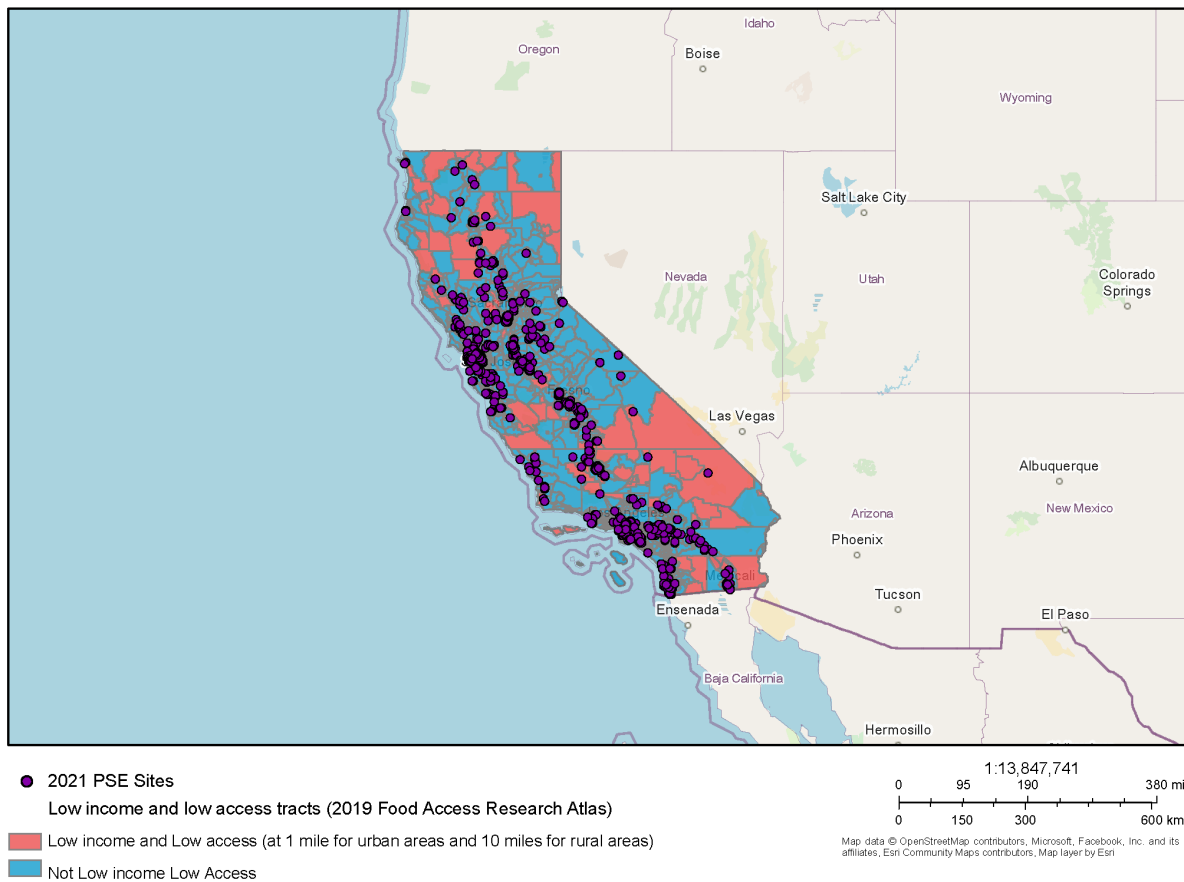 Idaho
Oregon
Boise
Wyoming
Salt Lake City
Nevada
Utah
Colorado
Springs
Fresno
Las Vegas
Albuquerque
New Mexico
Arizona
Los Angeles
Phoenix
Mexicali
Tucson
Ensenada
El Paso
Baja California
Hermosillo
2021 PSE Sites
Low income and low access tracts (2019 Food Access Research Atlas)
Low income and Low access (at 1 mile for urban areas and 10 miles for rural areas)
Not Low income Low Access
1:13,847,741
0 95 190 380 mi
0 150 300 600 km
Map data © OpenStreetMap contributors, Microsoft, Facebook, Inc. and its
affiliates, Esri Community Maps contributors, Map layer by Esri